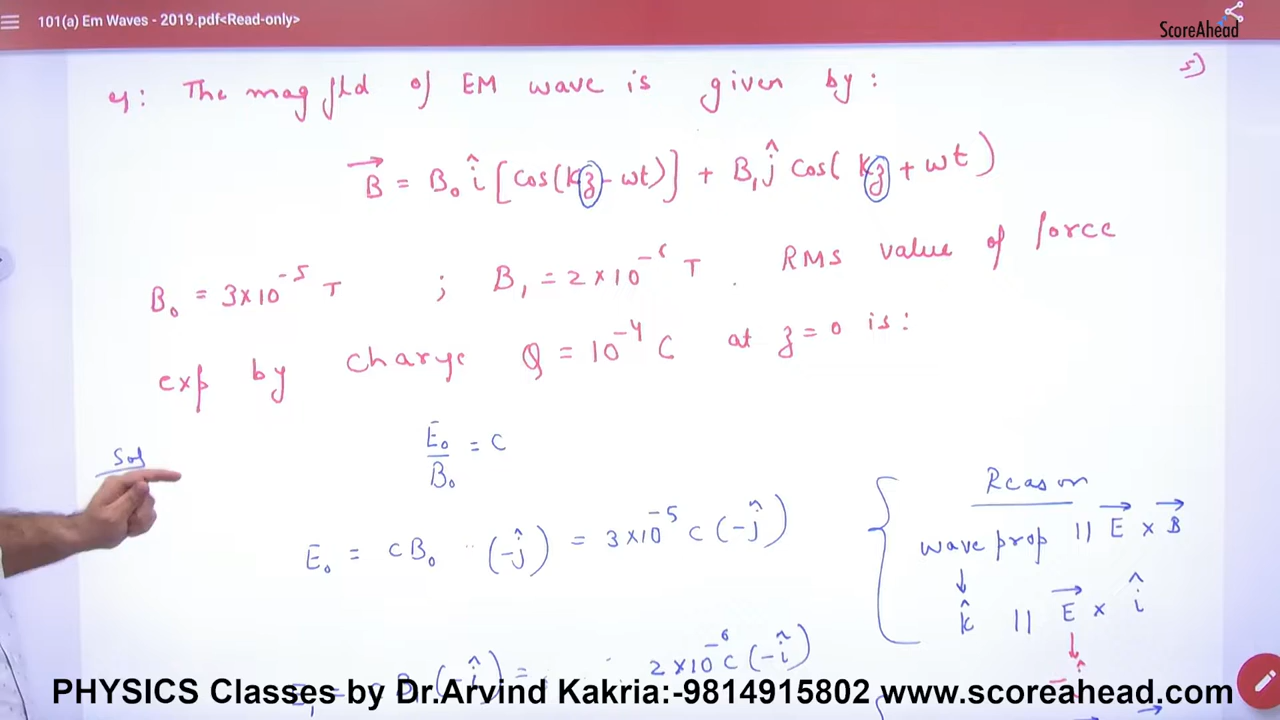 101(a) Em Waves - 2019.pdf<Read-only>
ScoreAhead
5)
4: The mag fld of EM wave is given by:
B⃗ = B₀ î [cos(kz - wt)] + B₁ ĵ cos( kz + wt )
B₀ = 3×10⁻⁵ T ; B₁ = 2×10⁻⁶ T . RMS value of force
exp by charge Q = 10⁻⁴ C at z = 0 is:
Sol
E₀/B₀ = C
E₀ = CB₀ (-ĵ) = 3×10⁻⁵ C (-ĵ)
Reason
wave prop || E⃗ × B⃗
↓
k̂ || E⃗ × î
↓
(-î) = 2×10⁻⁶ C (-î)
PHYSICS Classes by Dr.Arvind Kakria:-9814915802 www.scoreahead.com